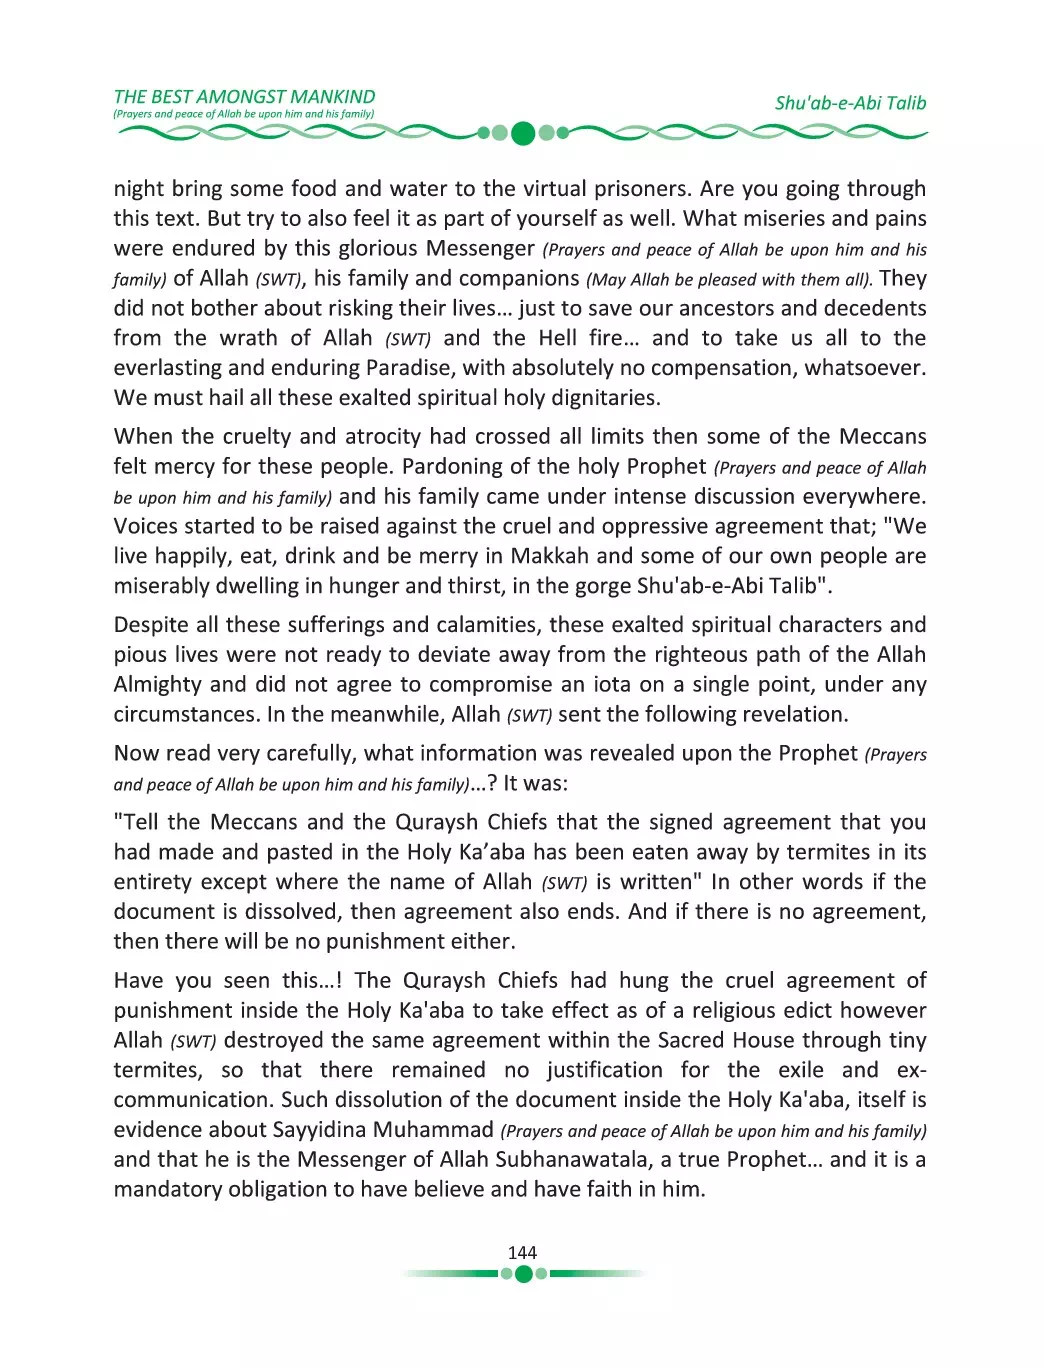 THE BEST AMONGST MANKIND
(Prayers and peace of Allah be upon him and his family)
Shu'ab-e-Abi Talib
night bring some food and water to the virtual prisoners. Are you going through
this text. But try to also feel it as part of yourself as well. What miseries and pains
were endured by this glorious Messenger (Prayers and peace of Allah be upon him and his
family) of Allah (SWT), his family and companions (May Allah be pleased with them all). They
did not bother about risking their lives… just to save our ancestors and decedents
from the wrath of Allah (SWT) and the Hell fire… and to take us all to the
everlasting and enduring Paradise, with absolutely no compensation, whatsoever.
We must hail all these exalted spiritual holy dignitaries.
When the cruelty and atrocity had crossed all limits then some of the Meccans
felt mercy for these people. Pardoning of the holy Prophet (Prayers and peace of Allah
be upon him and his family) and his family came under intense discussion everywhere.
Voices started to be raised against the cruel and oppressive agreement that; "We
live happily, eat, drink and be merry in Makkah and some of our own people are
miserably dwelling in hunger and thirst, in the gorge Shu'ab-e-Abi Talib".
Despite all these sufferings and calamities, these exalted spiritual characters and
pious lives were not ready to deviate away from the righteous path of the Allah
Almighty and did not agree to compromise an iota on a single point, under any
circumstances. In the meanwhile, Allah (SWT) sent the following revelation.
Now read very carefully, what information was revealed upon the Prophet (Prayers
and peace of Allah be upon him and his family)…? It was:
"Tell the Meccans and the Quraysh Chiefs that the signed agreement that you
had made and pasted in the Holy Ka’aba has been eaten away by termites in its
entirety except where the name of Allah (SWT) is written" In other words if the
document is dissolved, then agreement also ends. And if there is no agreement,
then there will be no punishment either.
Have you seen this…! The Quraysh Chiefs had hung the cruel agreement of
punishment inside the Holy Ka'aba to take effect as of a religious edict however
Allah (SWT) destroyed the same agreement within the Sacred House through tiny
termites, so that there remained no justification for the exile and ex-
communication. Such dissolution of the document inside the Holy Ka'aba, itself is
evidence about Sayyidina Muhammad (Prayers and peace of Allah be upon him and his family)
and that he is the Messenger of Allah Subhanawatala, a true Prophet… and it is a
mandatory obligation to have believe and have faith in him.
144